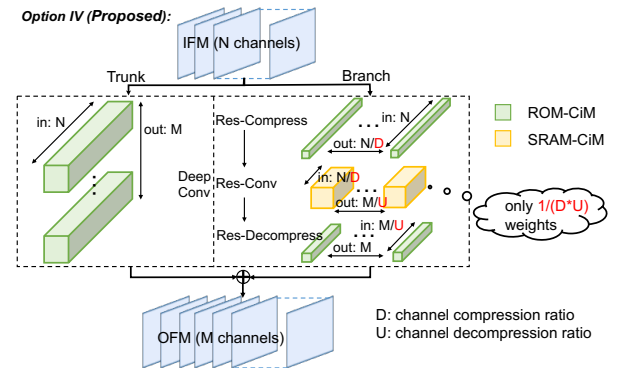 Option IV (Proposed):
IFM (N channels)
Trunk
Branch
in: N
out: M
Deep
Conv
Res-Compress
in: N
out: N/D
Res-Conv
in: N/D
out: M/U
Res-Decompress
in: M/U
out: M
ROM-CiM
SRAM-CiM
only 1/(D*U)
weights
OFM (M channels)
D: channel compression ratio
U: channel decompression ratio